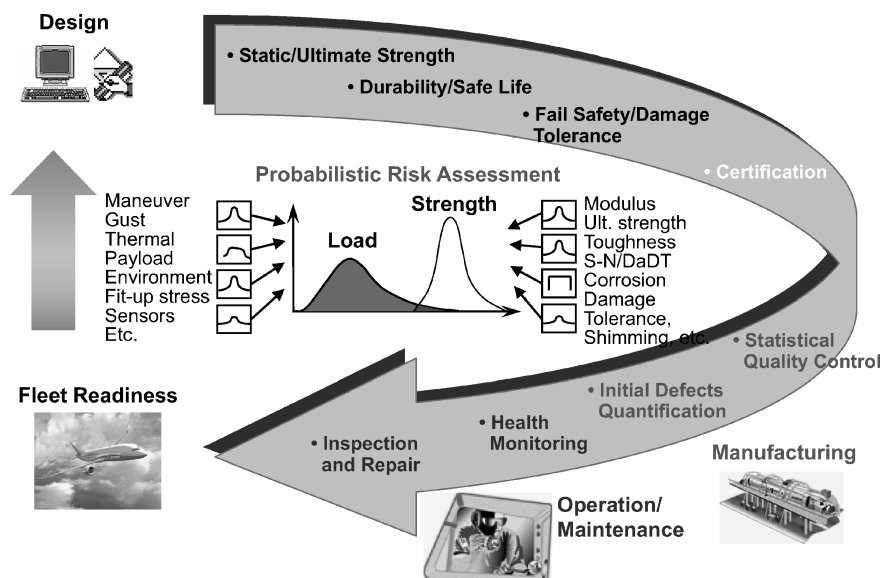 Design
• Static/Ultimate Strength
• Durability/Safe Life
• Fail Safety/Damage
Tolerance
• Certification
Probabilistic Risk Assessment
Maneuver
Gust
Thermal
Payload
Environment
Fit-up stress
Sensors
Etc.
Load
Strength
Modulus
Ult. strength
Toughness
S-N/DaDT
Corrosion
Damage
Tolerance,
Shimming, etc.
• Statistical
Quality Control
• Initial Defects
Quantification
• Health
Monitoring
• Inspection
and Repair
Fleet Readiness
Manufacturing
Operation/
Maintenance